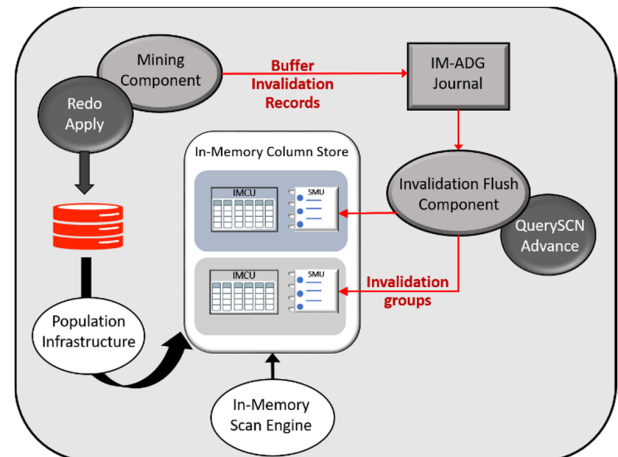 Mining
Component
Buffer
Invalidation
Records
IM-ADG
Journal
Redo
Apply
In-Memory Column Store
IMCU
SMU
Invalidation Flush
Component
QuerySCN
Advance
IMCU
SMU
Invalidation
groups
Population
Infrastructure
In-Memory
Scan Engine